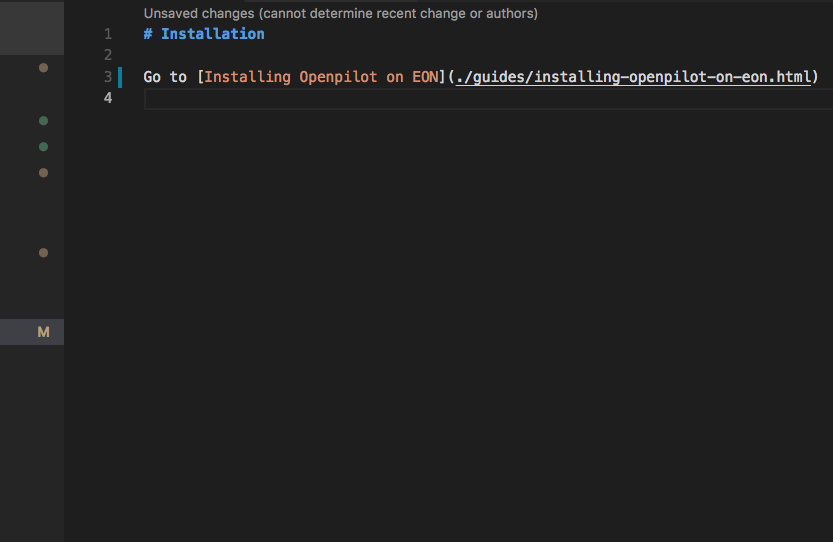 Unsaved changes (cannot determine recent change or authors)
1 # Installation
2
3 Go to [Installing Openpilot on EON](./guides/installing-openpilot-on-eon.html)
4
M